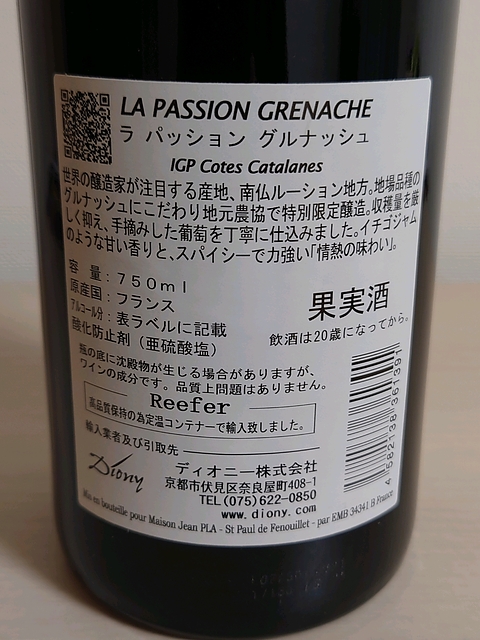 LA PASSION GRENACHE
ラ パッション グルナッシュ
IGP Cotes Catalanes
世界の醸造家が注目する産地、南仏ルーション地方。地場品種の
グルナッシュにこだわり地元農協で特別限定醸造。収穫量を厳
しく抑え、手摘みした葡萄を丁寧に仕込みました。イチゴジャム
のような甘い香りと、スパイシーで力強い「情熱の味わい」。
容 量：750ml
原産国：フランス
アルコール分：表ラベルに記載
酸化防止剤（亜硫酸塩）
果実酒
飲酒は20歳になってから。
瓶の底に沈殿物が生じる場合がありますが、
ワインの成分です。品質上問題はありません。
Reefer
高品質保持の為定温コンテナーで輸入致しました。
輸入業者及び引取先
Diony
ディオニー株式会社
京都市伏見区奈良屋町408-1
TEL(075)622-0850
www.diony.com
4 582138 361391
Mis en bouteille pour Maison Jean PLA - St Paul de Fenouillet - par EMB 34341 B France